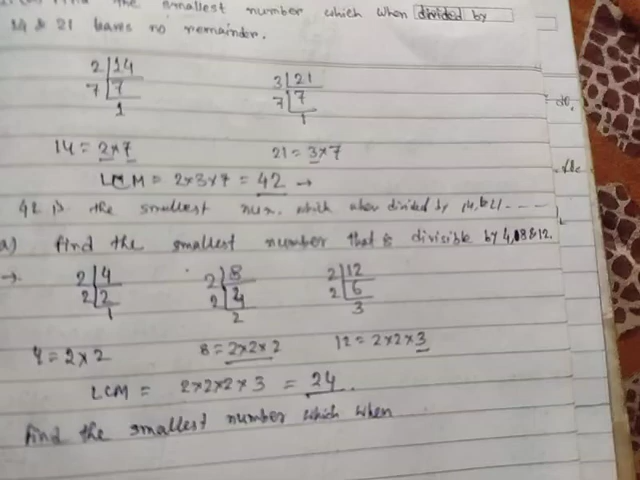 Find the smallest number which when divided by
14 & 21 leaves no remainder.
2 14 3 21
7 7 7 7
1 1
14 = 2×7 21 = 3×7
LCM = 2×3×7 = 42 →
42 is the smallest num. which when divided by 14, & 21 - - - -
a) Find the smallest number that is divisible by 4, 8 & 12.
→ 2 4 2 8 2 12
2 2 2 4 2 6
1 2 3
4 = 2×2 8 = 2×2×2 12 = 2×2×3
LCM = 2×2×2×3 = 24.
Find the smallest number which when